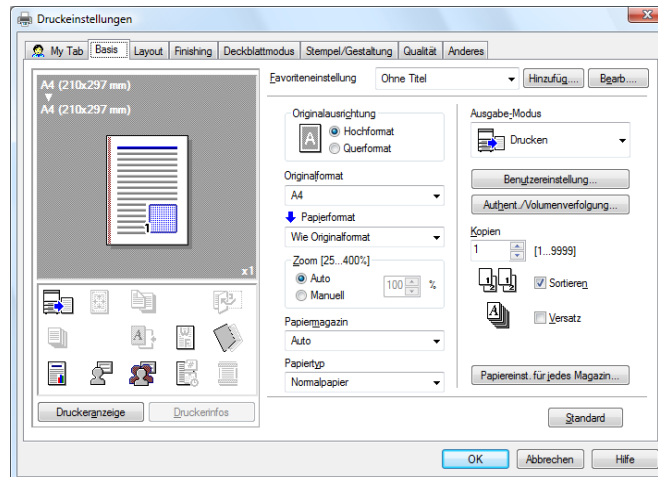 Druckeinstellungen
My Tab Basis Layout Finishing Deckblattmodus Stempel/Gestaltung Qualität Anderes
A4 (210x297 mm)
A4 (210x297 mm)
1
x1
Druckeranzeige Druckerinfos
Favoriteneinstellung Ohne Titel Hinzufüg.... Bearb....
Originalausrichtung
A
Hochformat
Querformat
Originalformat
A4
Papierformat
Wie Originalformat
Zoom [25...400%]
Auto
Manuell
100 %
Papiermagazin
Auto
Papiertyp
Normalpapier
Ausgabe-Modus
Drucken
Benutzereinstellung...
Authent./Volumenverfolgung...
Kopien
1 [1...9999]
Sortieren
Versatz
Papiereinst. für jedes Magazin...
Standard
OK Abbrechen Hilfe